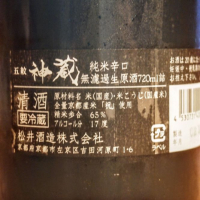 五紋 神蔵 純米辛口
無濾過生原酒720ml詰
清酒
要冷蔵
原材料名 米(国産)・米こうじ(国産米)
全量京都産米「祝」使用
精米歩合 65%
アルコール分 17度
松井酒造株式会社
京都府京都市左京区吉田河原町1-6
ラベル